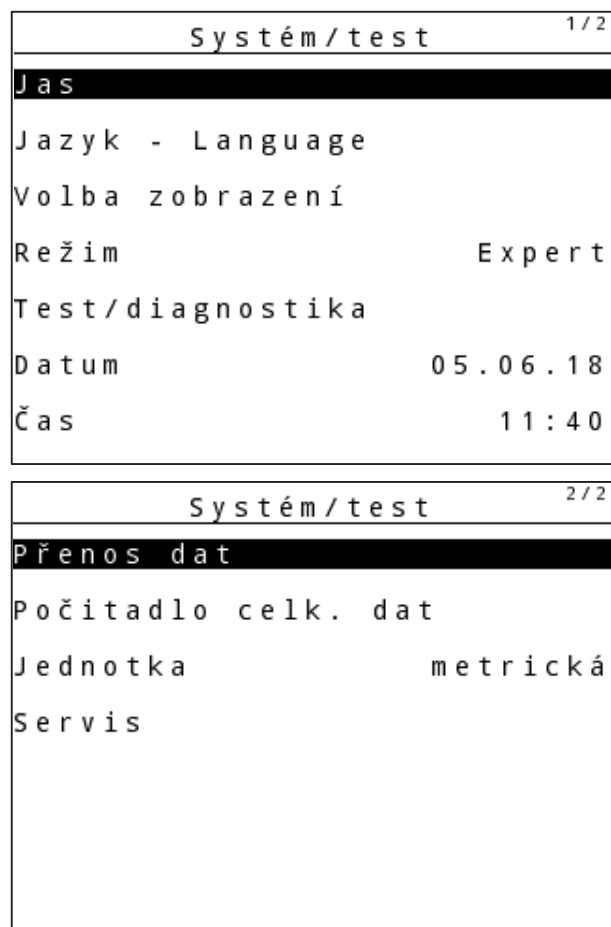 Systém/test 1/2
Jas
Jazyk - Language
Volba zobrazení
Režim Expert
Test/diagnostika
Datum 05.06.18
Čas 11:40
Systém/test 2/2
Přenos dat
Počitadlo celk. dat
Jednotka metrická
Servis